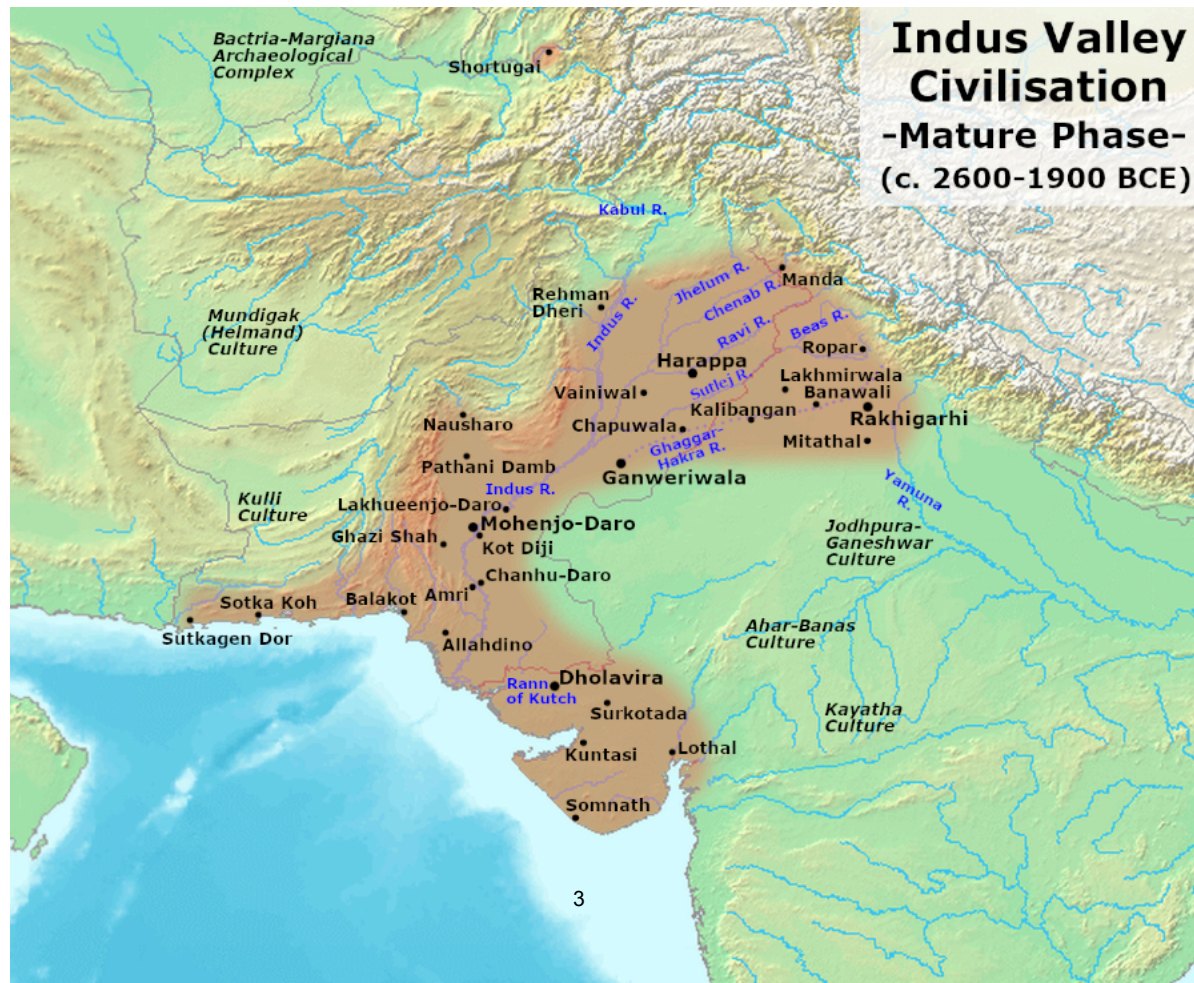 Indus Valley
Civilisation
-Mature Phase-
(c. 2600-1900 BCE)
Bactria-Margiana
Archaeological
Complex
Shortugai
Kabul R.
Manda
Jhelum R.
Rehman
Dheri
Indus R.
Chenab R.
Mundigak
(Helmand)
Culture
Ravi R.
Beas R.
Ropar
Harappa
Lakhmirwala
Sutlej R.
Vainiwal
Banawali
Kalibangan
Rakhigarhi
Nausharo
Chapuwala
Mitathal
Ghaggar-
Hakra R.
Pathani Damb
Ganweriwala
Indus R.
Yamuna
R.
Kulli
Culture
Lakhueenjo-Daro
Mohenjo-Daro
Jodhpura-
Ganeshwar
Culture
Ghazi Shah
Kot Diji
Chanhu-Daro
Sotka Koh
Balakot
Amri
Sutkagen Dor
Allahdino
Ahar-Banas
Culture
Dholavira
Rann
of Kutch
Surkotada
Kayatha
Culture
Kuntasi
Lothal
Somnath
3